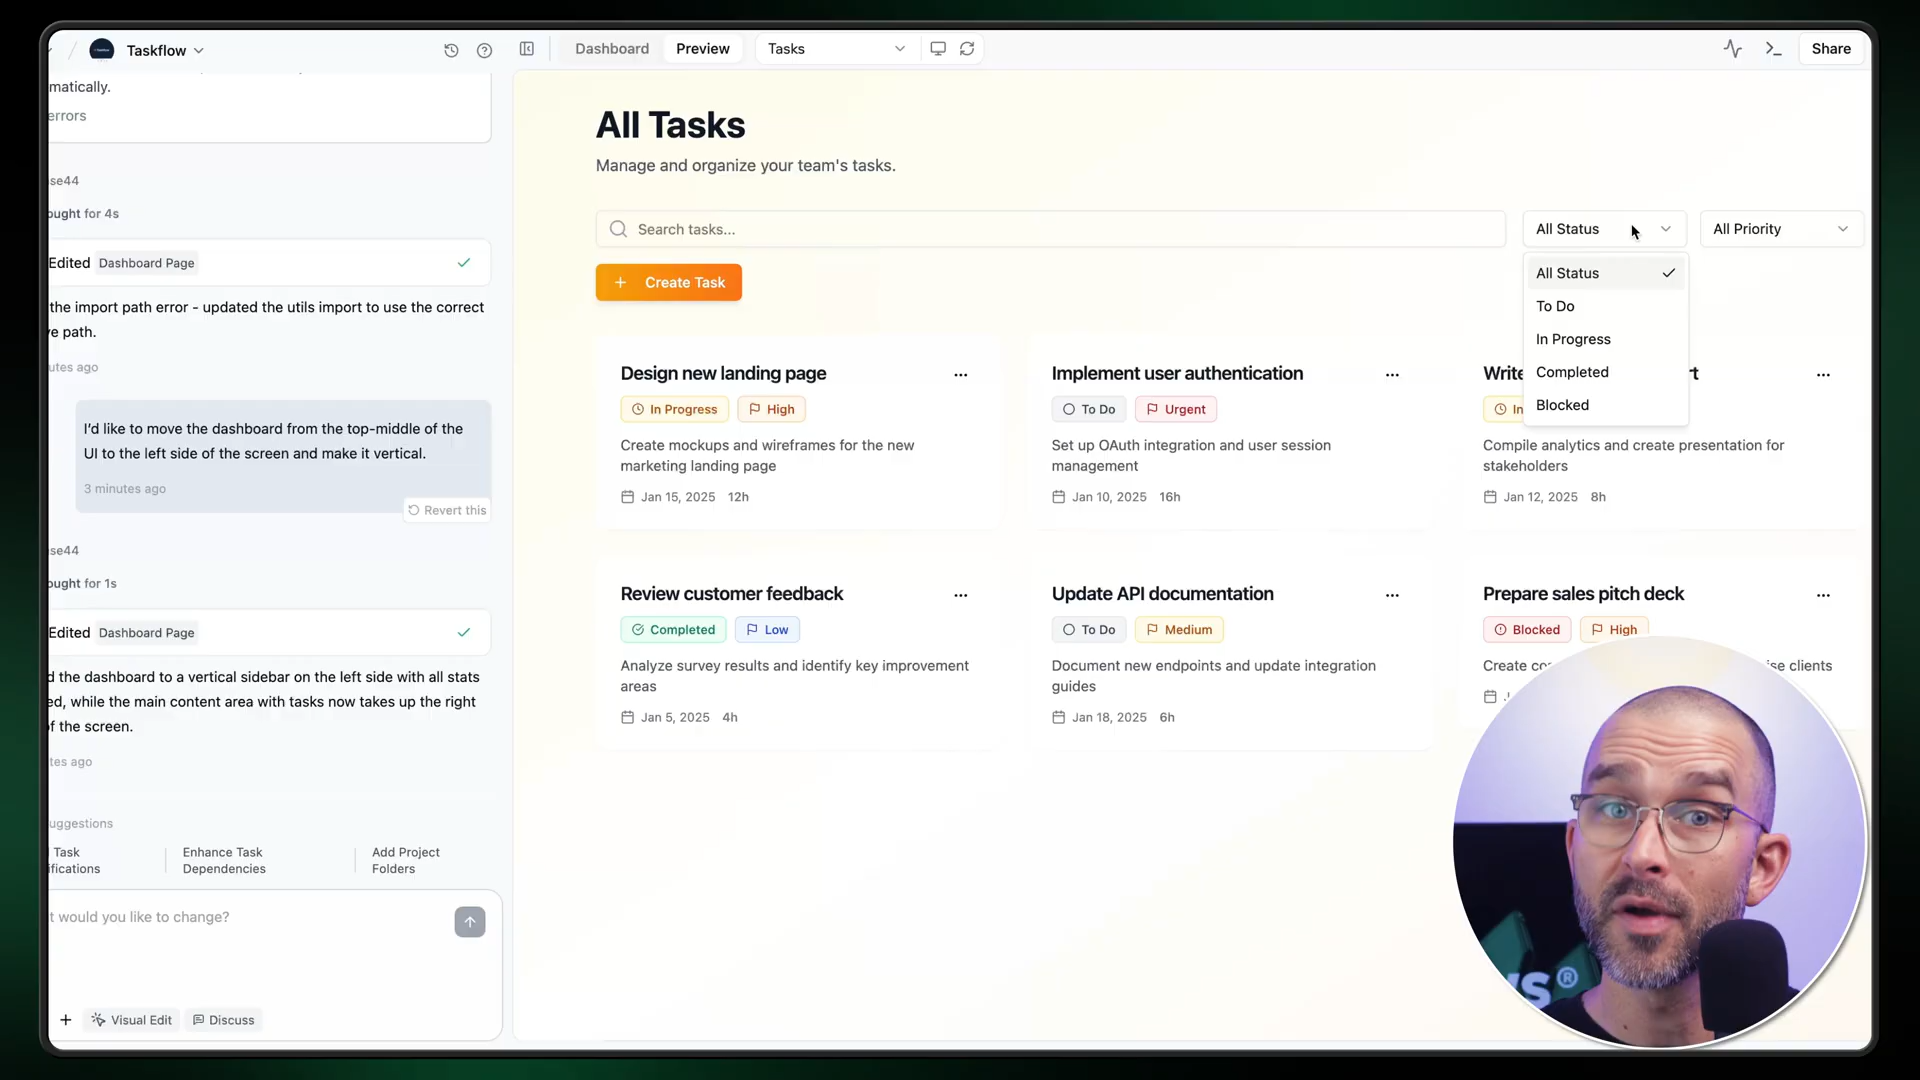 Taskflow
Dashboard
Preview
Tasks
Share
matically.
errors
se44
ought for 4s
Edited Dashboard Page
the import path error - updated the utils import to use the correct
e path.
utes ago
I'd like to move the dashboard from the top-middle of the
UI to the left side of the screen and make it vertical.
3 minutes ago
Revert this
se44
ought for 1s
Edited Dashboard Page
d the dashboard to a vertical sidebar on the left side with all stats
ed, while the main content area with tasks now takes up the right
of the screen.
tes ago
uggestions
Task
ifications
Enhance Task
Dependencies
Add Project
Folders
t would you like to change?
Visual Edit
Discuss
All Tasks
Manage and organize your team's tasks.
Search tasks...
All Status
All Priority
All Status
To Do
In Progress
Completed
Blocked
Create Task
Design new landing page
In Progress
High
Create mockups and wireframes for the new
marketing landing page
Jan 15, 2025 12h
Implement user authentication
To Do
Urgent
Set up OAuth integration and user session
management
Jan 10, 2025 16h
Write
rt
In
Compile analytics and create presentation for
stakeholders
Jan 12, 2025 8h
Review customer feedback
Completed
Low
Analyze survey results and identify key improvement
areas
Jan 5, 2025 4h
Update API documentation
To Do
Medium
Document new endpoints and update integration
guides
Jan 18, 2025 6h
Prepare sales pitch deck
Blocked
High
Create co
ise clients
J
ws®